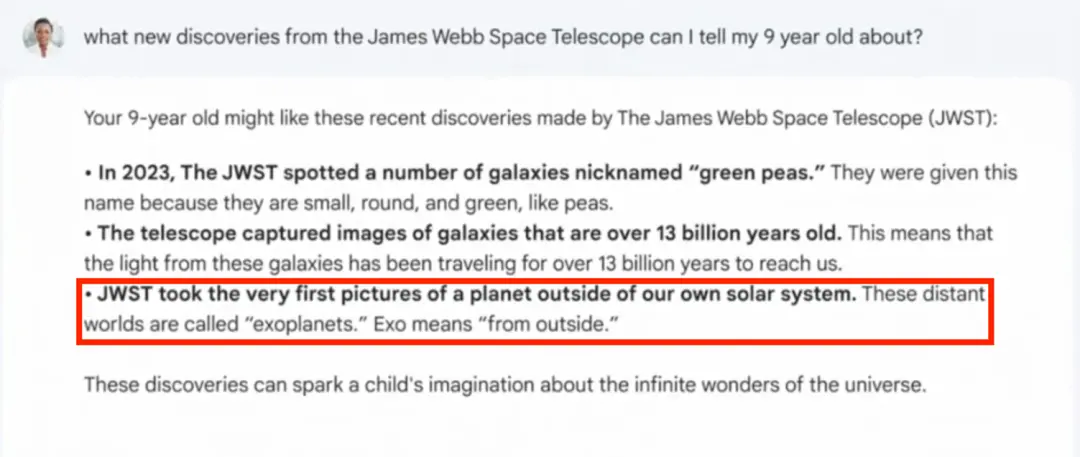 what new discoveries from the James Webb Space Telescope can I tell my 9 year old about?
Your 9-year old might like these recent discoveries made by The James Webb Space Telescope (JWST):
• In 2023, The JWST spotted a number of galaxies nicknamed “green peas.” They were given this
name because they are small, round, and green, like peas.
• The telescope captured images of galaxies that are over 13 billion years old. This means that
the light from these galaxies has been traveling for over 13 billion years to reach us.
• JWST took the very first pictures of a planet outside of our own solar system. These distant
worlds are called “exoplanets.” Exo means “from outside.”
These discoveries can spark a child's imagination about the infinite wonders of the universe.